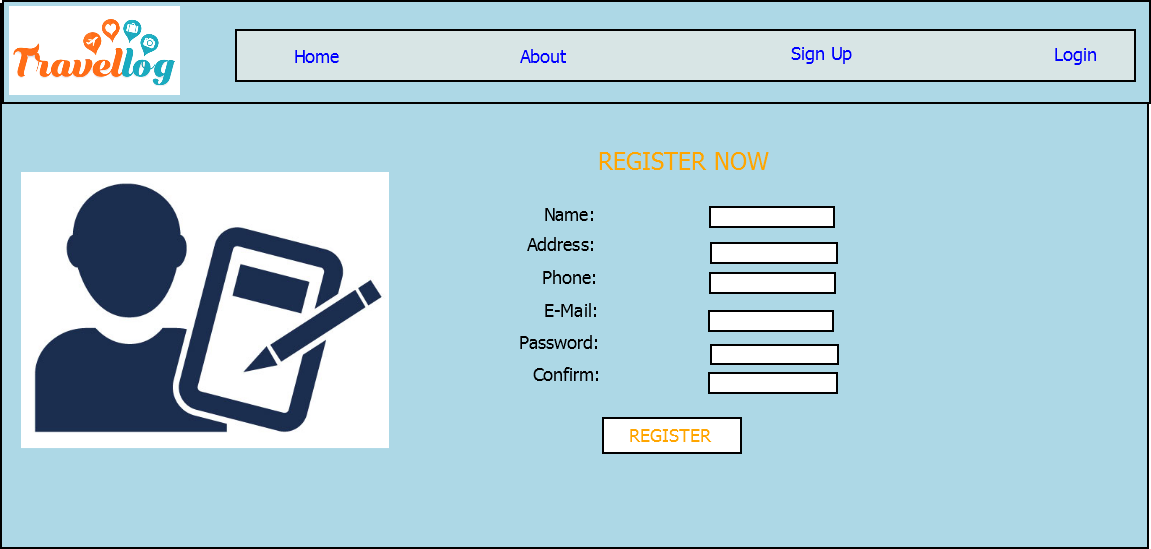 Travellog
Home About Sign Up Login
REGISTER NOW
Name:
Address:
Phone:
E-Mail:
Password:
Confirm:
REGISTER